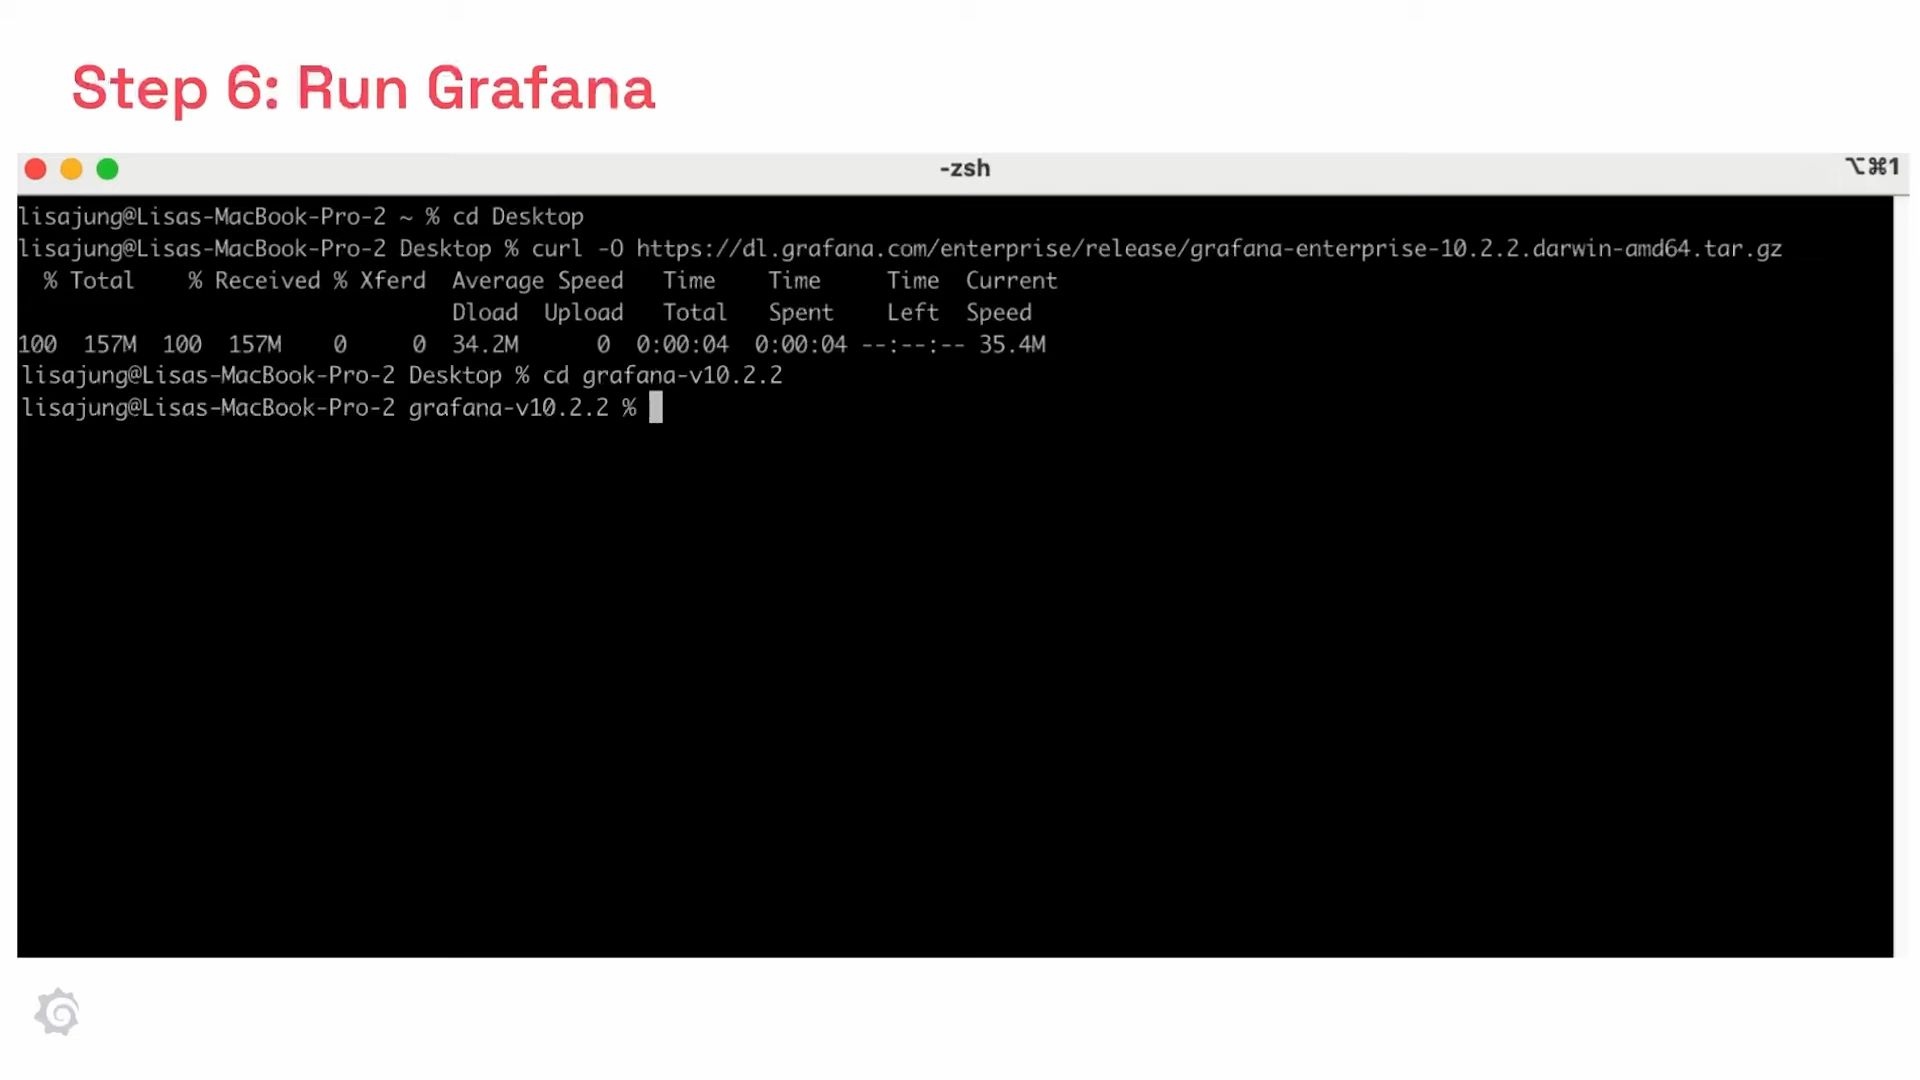 Step 6: Run Grafana
-zsh
⌥⌘1
lisajung@Lisas-MacBook-Pro-2 ~ % cd Desktop
lisajung@Lisas-MacBook-Pro-2 Desktop % curl -O https://dl.grafana.com/enterprise/release/grafana-enterprise-10.2.2.darwin-amd64.tar.gz
  % Total    % Received % Xferd  Average Speed   Time    Time     Time  Current
                                 Dload  Upload   Total   Spent    Left  Speed
100  157M  100  157M    0     0  34.2M      0  0:00:04  0:00:04 --:--:-- 35.4M
lisajung@Lisas-MacBook-Pro-2 Desktop % cd grafana-v10.2.2
lisajung@Lisas-MacBook-Pro-2 grafana-v10.2.2 %